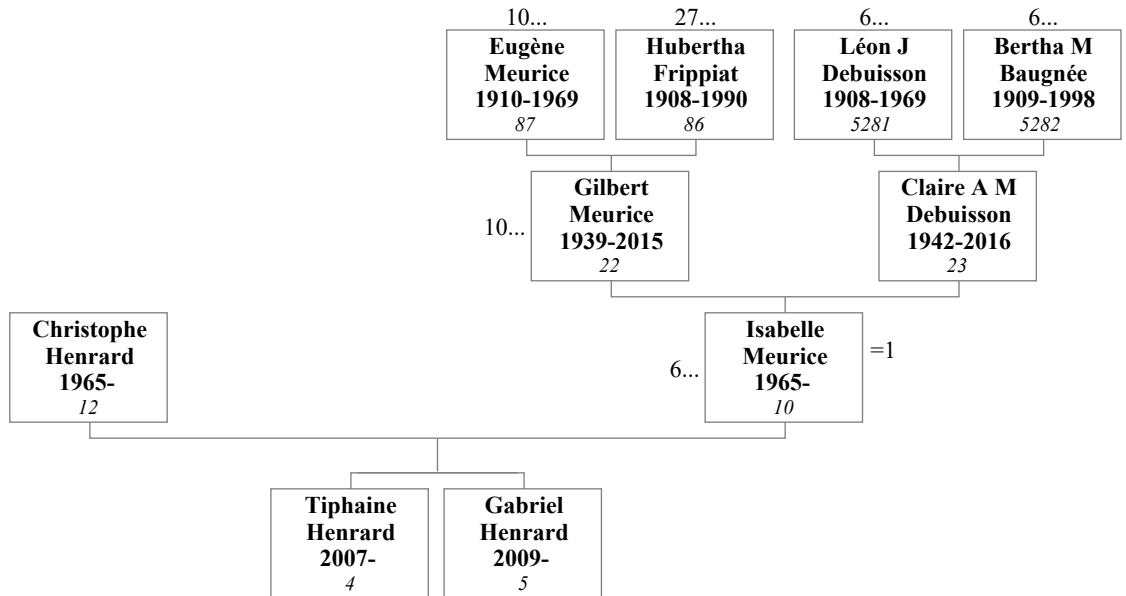 10...
27...
6...
6...
Eugène
Meurice
1910-1969
87
Hubertha
Frippiat
1908-1990
86
Léon J
Debuisson
1908-1969
5281
Bertha M
Baugnée
1909-1998
5282
10...
Gilbert
Meurice
1939-2015
22
Claire A M
Debuisson
1942-2016
23
Christophe
Henrard
1965-
12
6...
Isabelle
Meurice
1965-
10
=1
Tiphaine
Henrard
2007-
4
Gabriel
Henrard
2009-
5